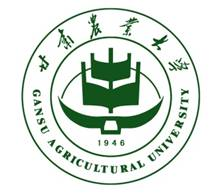 甘肃农业大学
1946
GANSU AGRICULTURAL UNIVERSITY